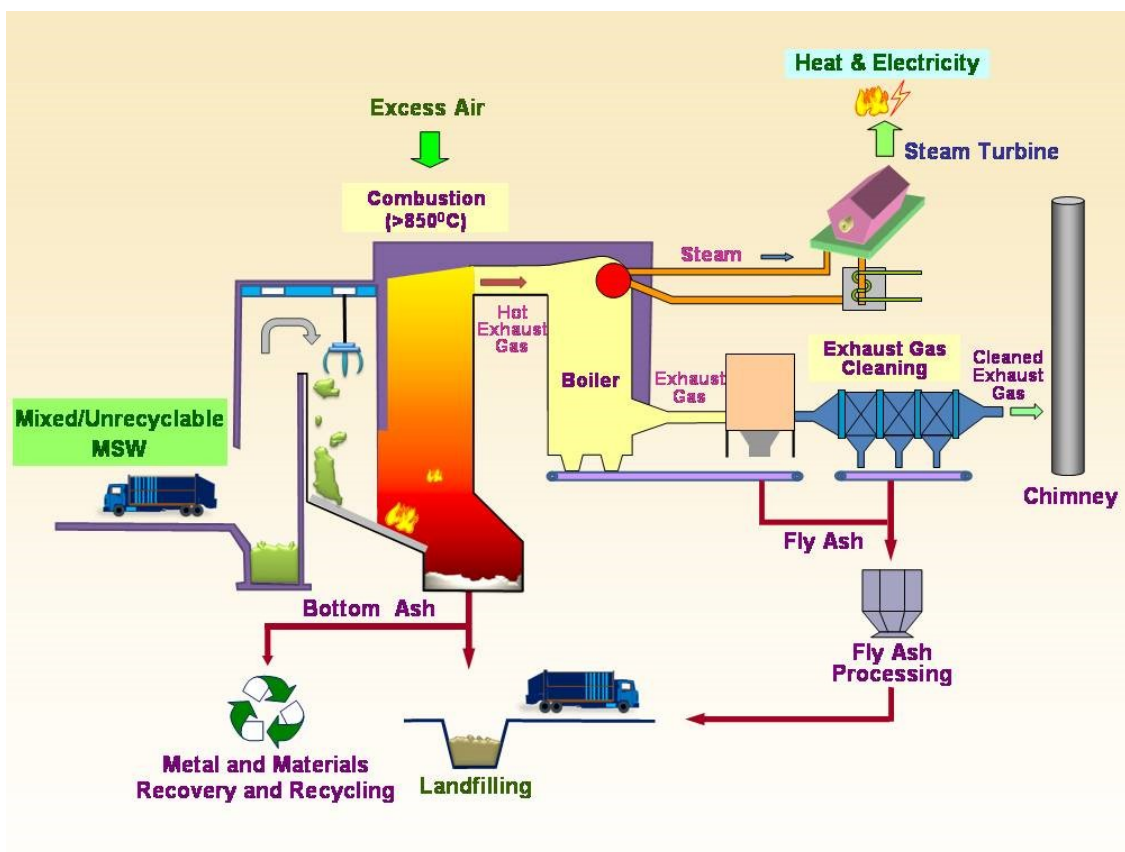 Heat & Electricity
Excess Air
Steam Turbine
Combustion
(>850⁰C)
Steam
Hot
Exhaust
Gas
Exhaust Gas
Cleaning
Cleaned
Exhaust
Gas
Boiler
Exhaust
Gas
Mixed/Unrecyclable
MSW
Chimney
Fly Ash
Bottom Ash
Fly Ash
Processing
Metal and Materials
Recovery and Recycling
Landfilling